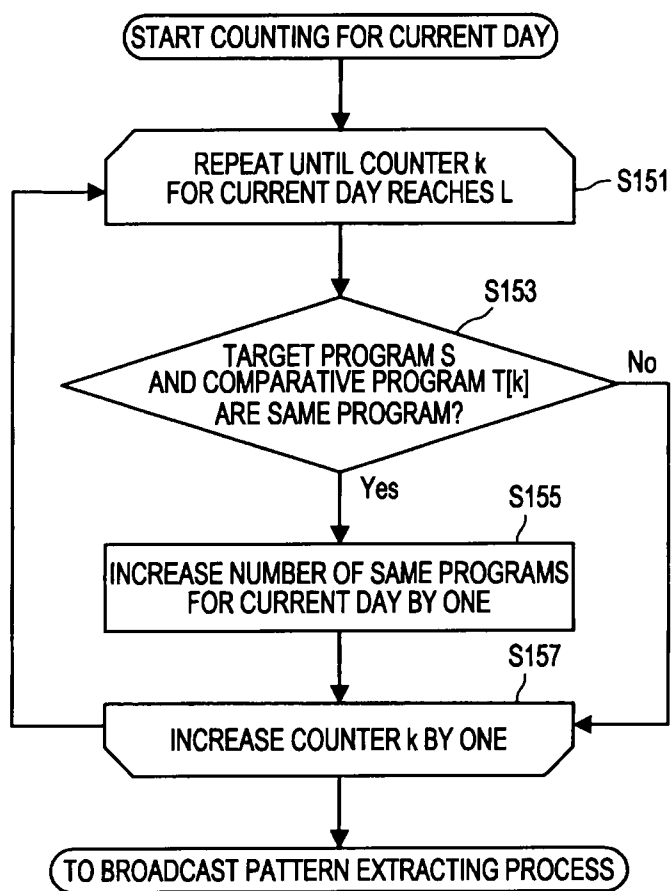 START COUNTING FOR CURRENT DAY
REPEAT UNTIL COUNTER k
FOR CURRENT DAY REACHES L
S151
S153
TARGET PROGRAM S
AND COMPARATIVE PROGRAM T[k]
ARE SAME PROGRAM?
No
Yes
S155
INCREASE NUMBER OF SAME PROGRAMS
FOR CURRENT DAY BY ONE
S157
INCREASE COUNTER k BY ONE
TO BROADCAST PATTERN EXTRACTING PROCESS